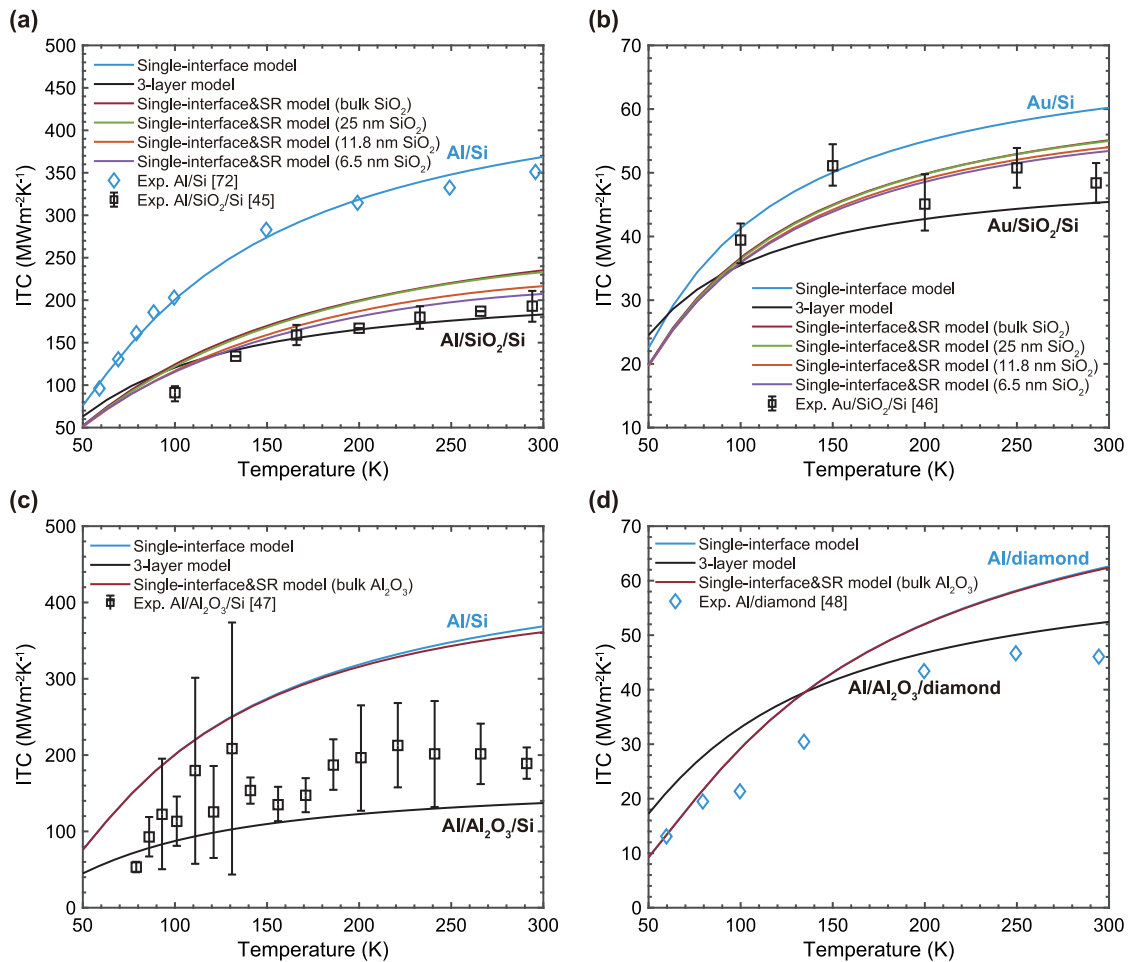 (a)
500
450
400
350
300
250
200
150
100
50
ITC (MWm⁻²K⁻¹)
Single-interface model
3-layer model
Single-interface&SR model (bulk SiO₂)
Single-interface&SR model (25 nm SiO₂)
Single-interface&SR model (11.8 nm SiO₂)
Single-interface&SR model (6.5 nm SiO₂)
Exp. Al/Si [72]
Exp. Al/SiO₂/Si [45]
Al/Si
Al/SiO₂/Si
50 100 150 200 250 300
Temperature (K)
(b)
70
60
50
40
30
20
10
ITC (MWm⁻²K⁻¹)
Au/Si
Au/SiO₂/Si
Single-interface model
3-layer model
Single-interface&SR model (bulk SiO₂)
Single-interface&SR model (25 nm SiO₂)
Single-interface&SR model (11.8 nm SiO₂)
Single-interface&SR model (6.5 nm SiO₂)
Exp. Au/SiO₂/Si [46]
50 100 150 200 250 300
Temperature (K)
(c)
500
400
300
200
100
0
ITC (MWm⁻²K⁻¹)
Single-interface model
3-layer model
Single-interface&SR model (bulk Al₂O₃)
Exp. Al/Al₂O₃/Si [47]
Al/Si
Al/Al₂O₃/Si
50 100 150 200 250 300
Temperature (K)
(d)
70
60
50
40
30
20
10
0
ITC (MWm⁻²K⁻¹)
Single-interface model
3-layer model
Single-interface&SR model (bulk Al₂O₃)
Exp. Al/diamond [48]
Al/diamond
Al/Al₂O₃/diamond
50 100 150 200 250 300
Temperature (K)